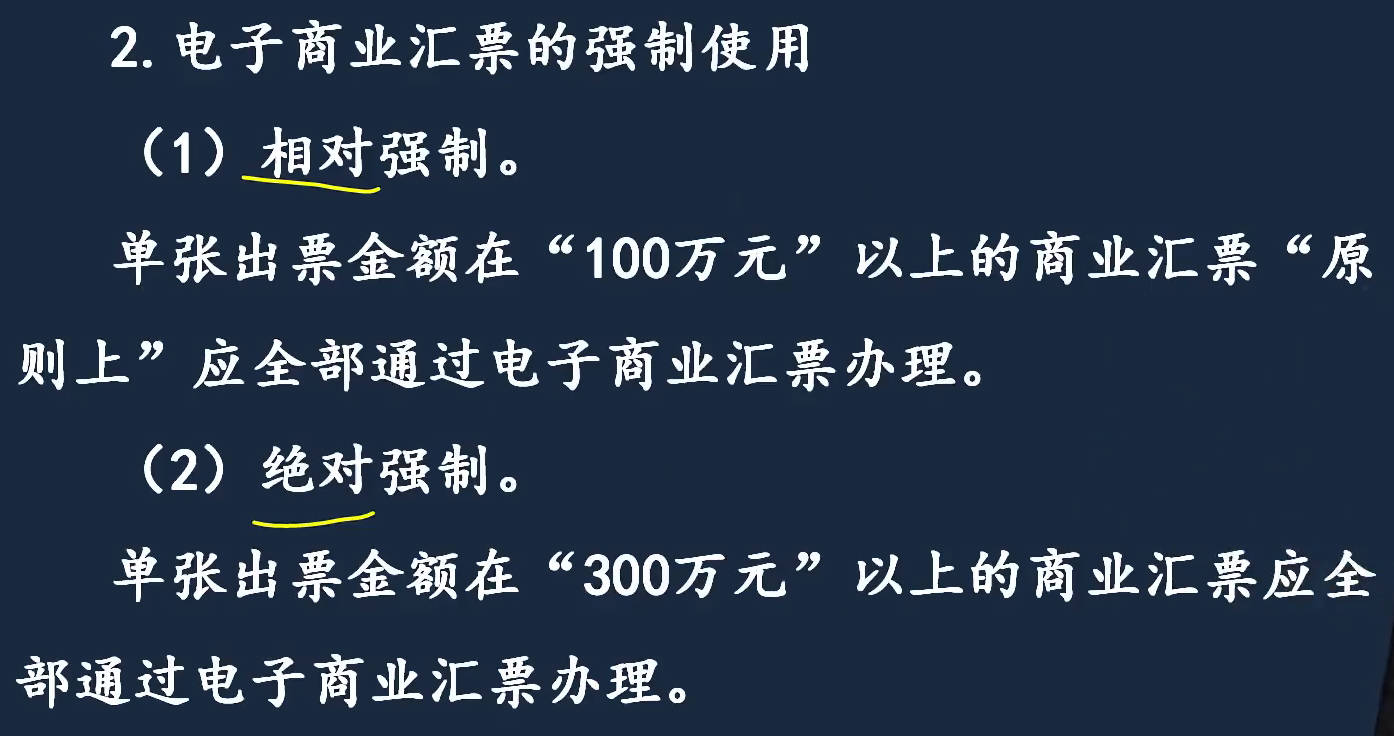 2.电子商业汇票的强制使用
（1）相对强制。
单张出票金额在“100万元”以上的商业汇票“原
则上”应全部通过电子商业汇票办理。
（2）绝对强制。
单张出票金额在“300万元”以上的商业汇票应全
部通过电子商业汇票办理。